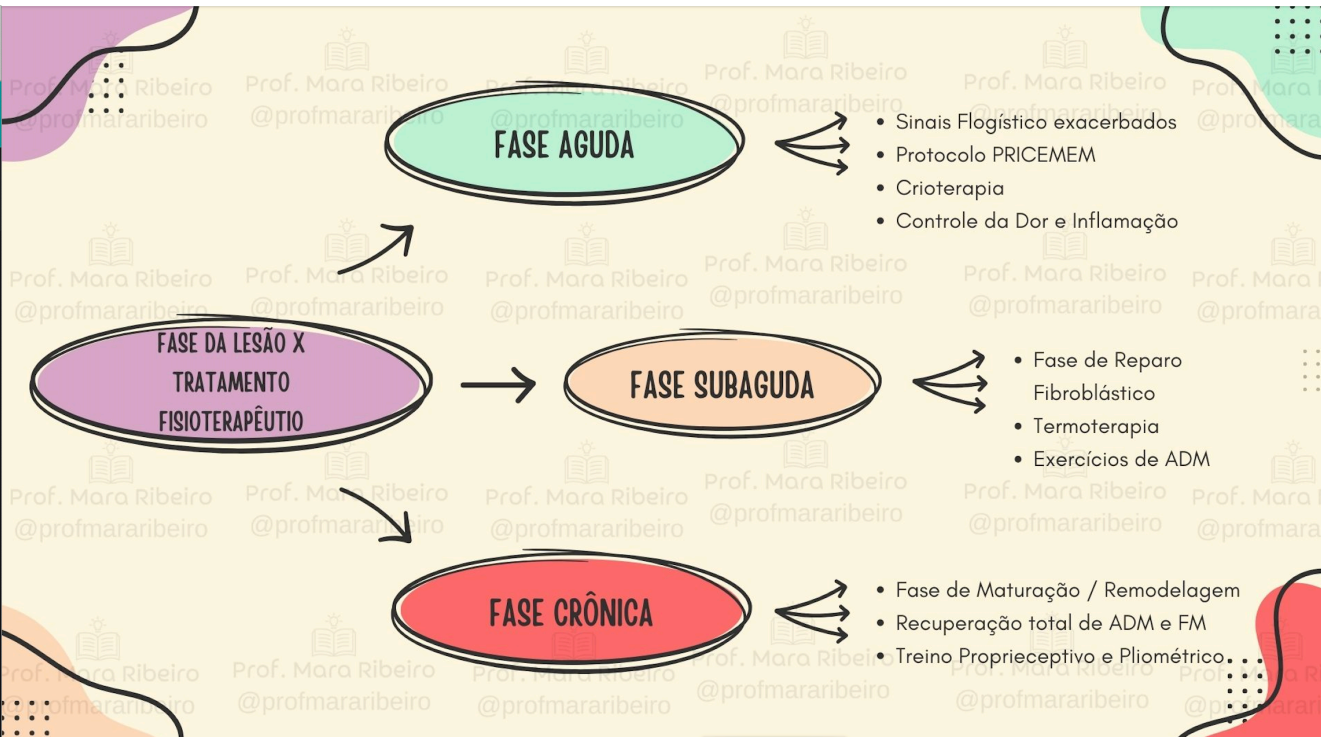 FASE AGUDA
• Sinais Flogístico exacerbados
• Protocolo PRICEMEM
• Crioterapia
• Controle da Dor e Inflamação
FASE DA LESÃO X
TRATAMENTO
FISIOTERAPÊUTIO
FASE SUBAGUDA
• Fase de Reparo
Fibroblástico
• Termoterapia
• Exercícios de ADM
FASE CRÔNICA
• Fase de Maturação / Remodelagem
• Recuperação total de ADM e FM
• Treino Proprieceptivo e Pliométrico
Prof. Mara Ribeiro
@profmararibeiro